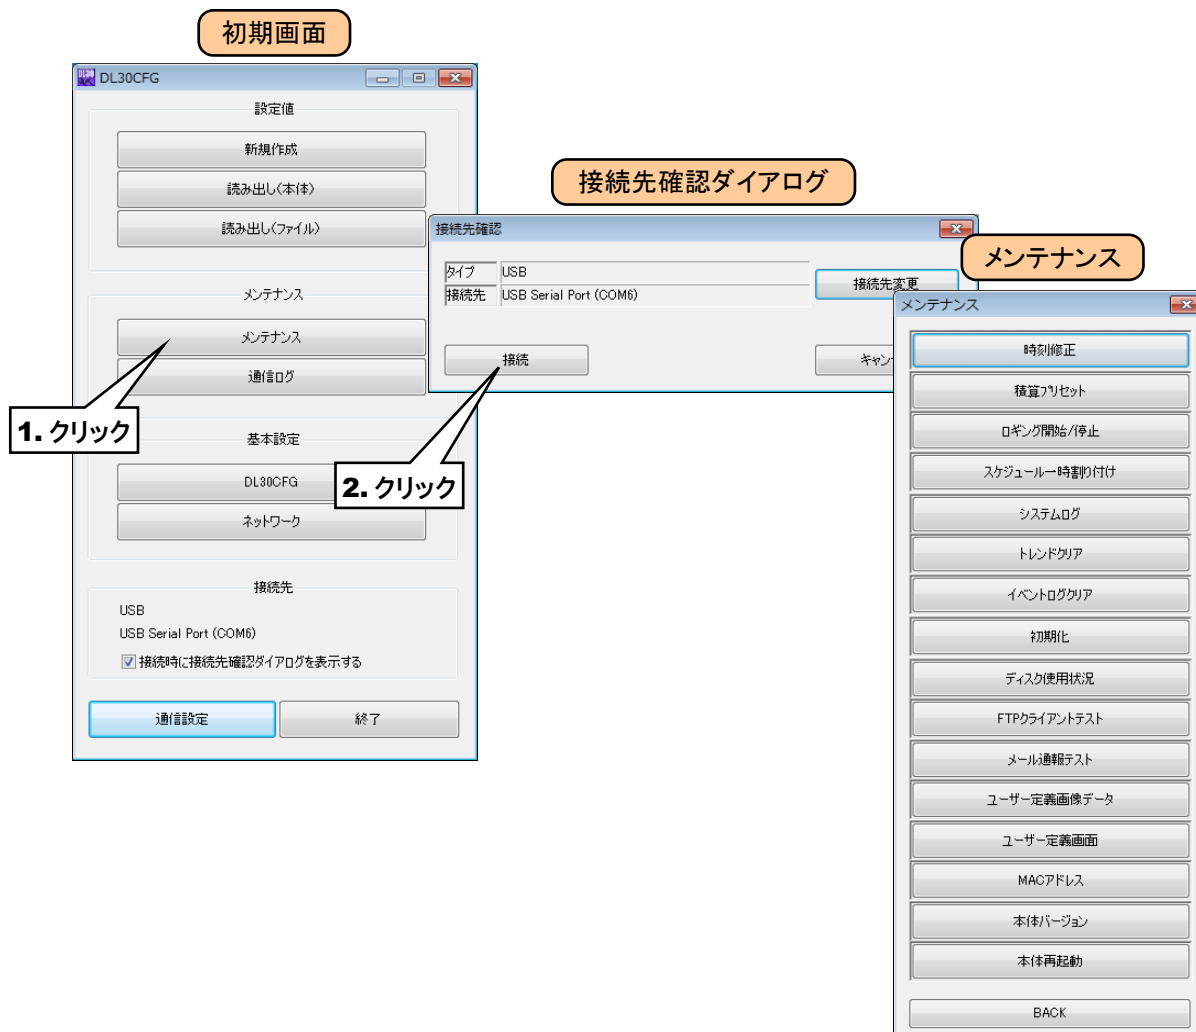 初期画面
DL30CFG
設定値
新規作成
読み出し(本体)
読み出し(ファイル)
メンテナンス
メンテナンス
通信ログ
1. クリック
基本設定
DL30CFG
ネットワーク
接続先
USB
USB Serial Port (COM6)
接続時に接続先確認ダイアログを表示する
通信設定
終了
接続先確認ダイアログ
接続先確認
タイプ USB
接続先 USB Serial Port (COM6)
接続先変更
接続
キャン
2. クリック
メンテナンス
メンテナンス
時刻修正
積算プリセット
ロギング開始/停止
スケジュール一時割り付け
システムログ
トレンドクリア
イベントログクリア
初期化
ディスク使用状況
FTPクライアントテスト
メール通報テスト
ユーザー定義画像データ
ユーザー定義画面
MACアドレス
本体バージョン
本体再起動
BACK